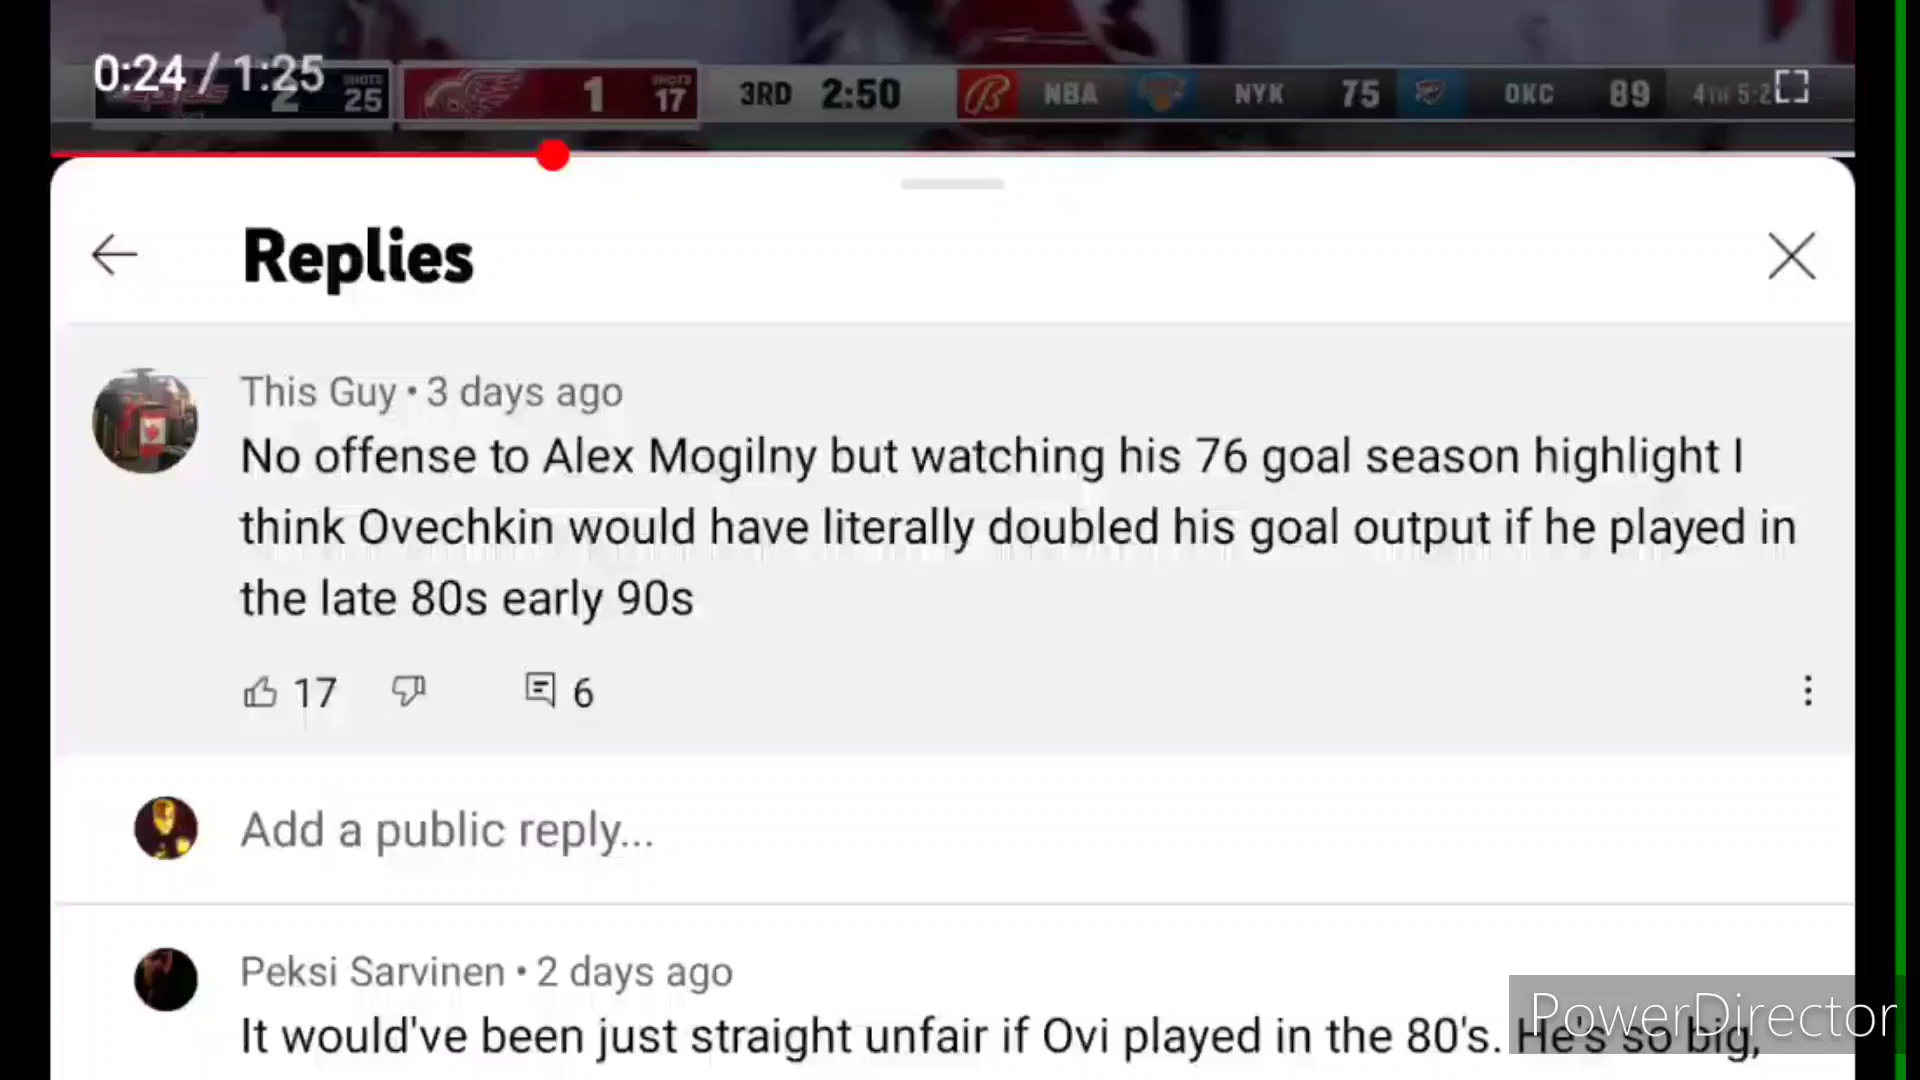 0:24 / 1:25
2 SHOTS 25 1 SHOTS 17 3RD 2:50 B NBA NYK 75 OKC 89 4TH 5:2
Replies
This Guy • 3 days ago
No offense to Alex Mogilny but watching his 76 goal season highlight I
think Ovechkin would have literally doubled his goal output if he played in
the late 80s early 90s
17 6
Add a public reply...
Peksi Sarvinen • 2 days ago
It would've been just straight unfair if Ovi played in the 80's. He's so big,
PowerDirector